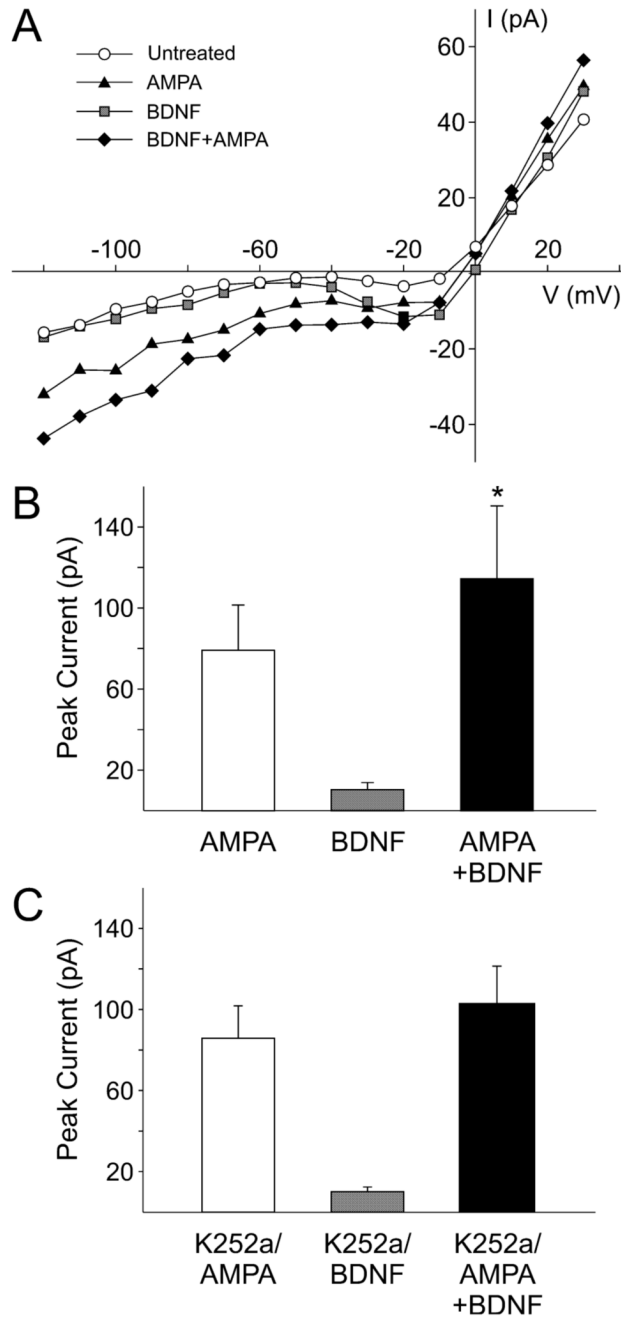 A
I (pA)
Untreated
AMPA
BDNF
BDNF+AMPA
60
40
20
-100
-60
-20
20
V (mV)
-20
-40
B
*
Peak Current (pA)
140
100
60
20
AMPA
BDNF
AMPA
+BDNF
C
Peak Current (pA)
140
100
60
20
K252a/
AMPA
K252a/
BDNF
K252a/
AMPA
+BDNF